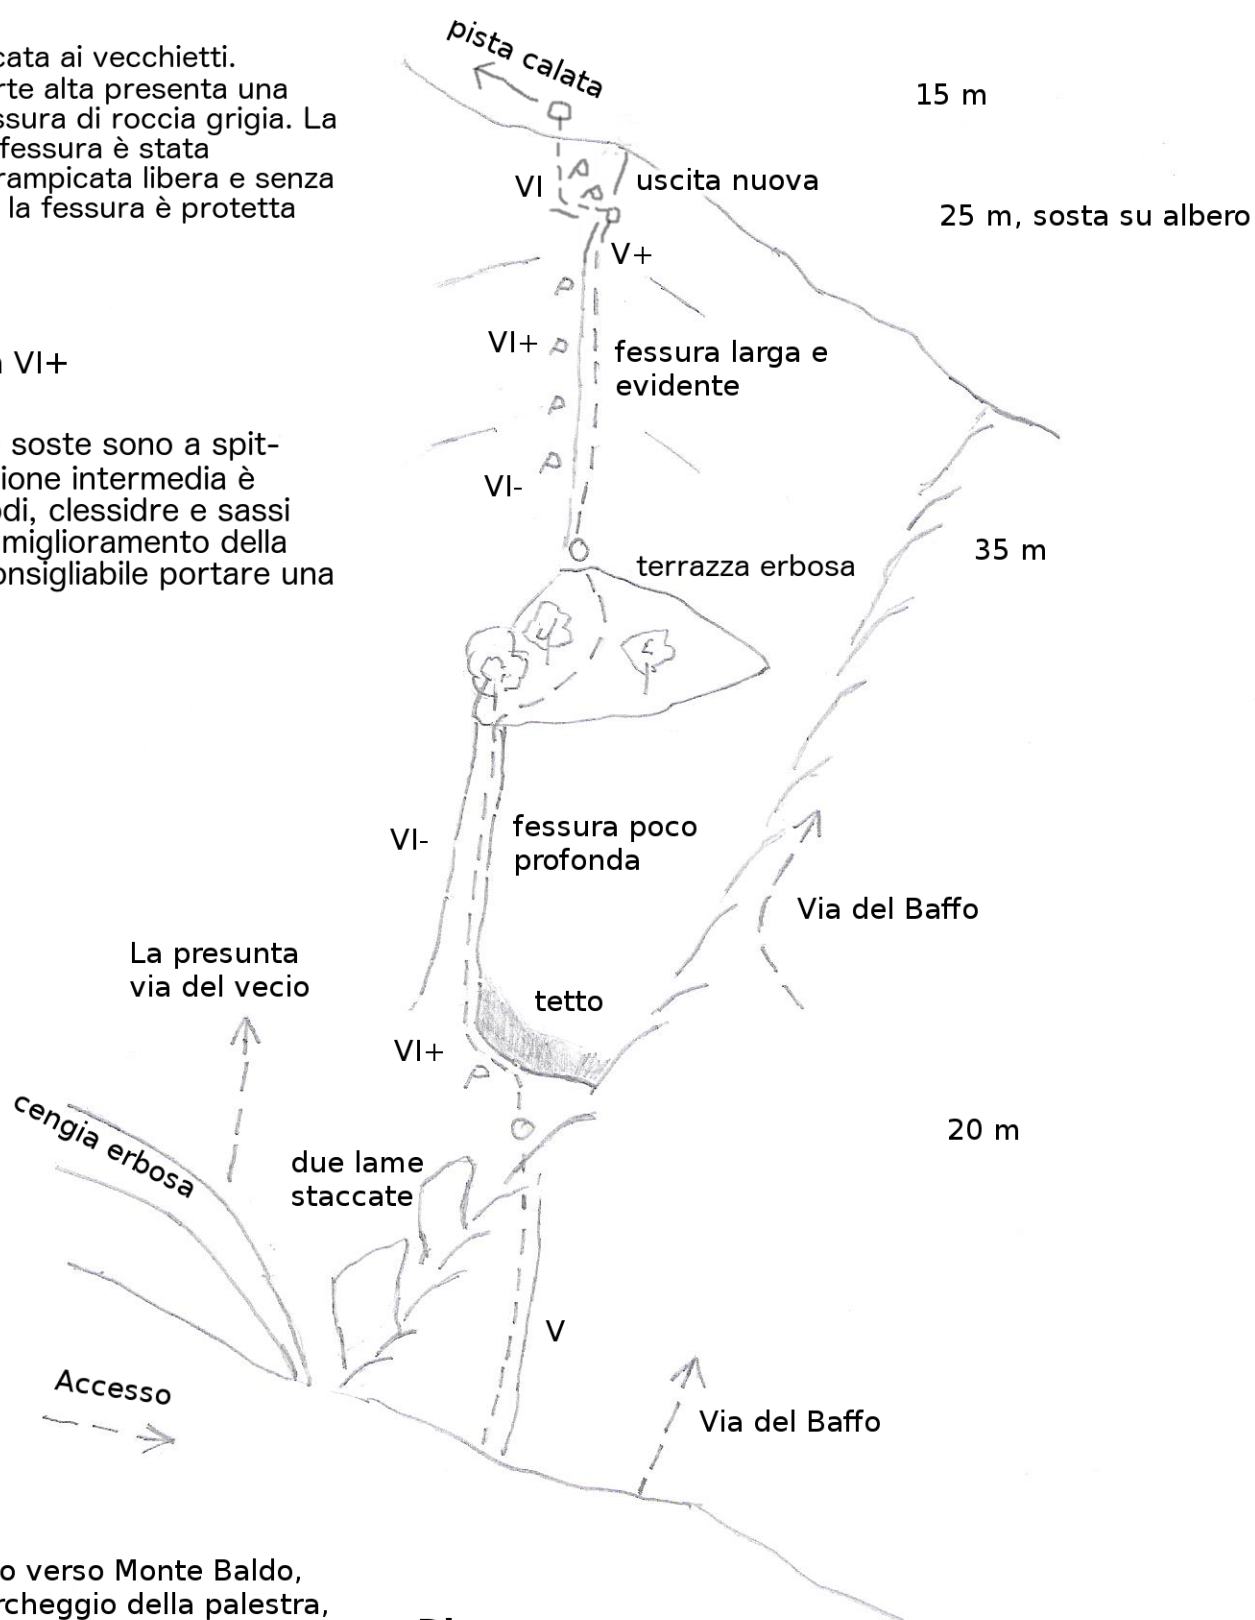 pista calata
cata ai vecchietti.
rte alta presenta una
ssura di roccia grigia. La
fessura è stata
rampicata libera e senza
la fessura è protetta
15 m
VI
uscita nuova
25 m, sosta su albero
V+
VI+
fessura larga e
evidente
VI+
soste sono a spit-
ione intermedia è
odi, clessidre e sassi
miglioramento della
onsigliabile portare una
VI-
35 m
terrazza erbosa
VI-
fessura poco
profonda
Via del Baffo
La presunta
via del vecio
tetto
VI+
cengia erbosa
20 m
due lame
staccate
V
Accesso
Via del Baffo
o verso Monte Baldo,
rcheggio della palestra,